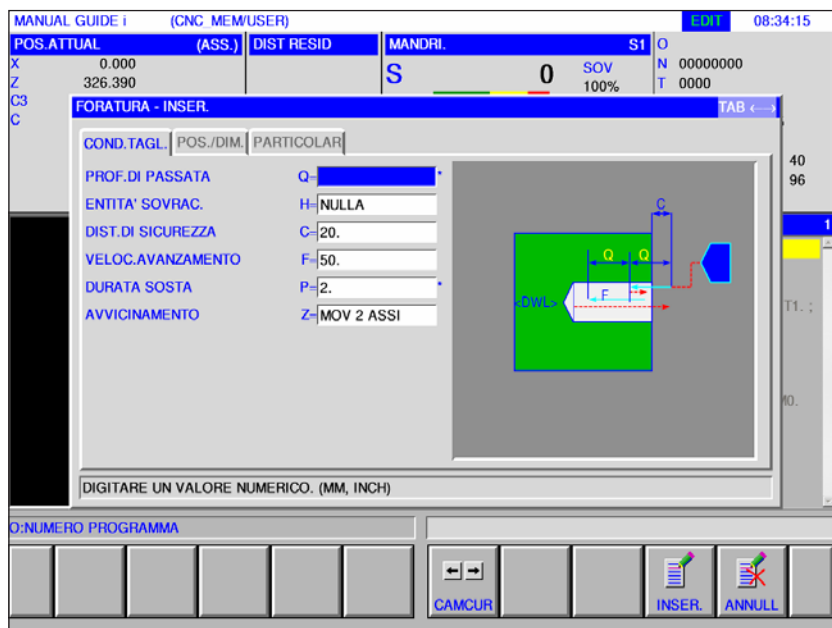 MANUAL GUIDE i (CNC_MEM/USER) EDIT 08:34:15
POS.ATTUAL (ASS.) DIST RESID MANDRI. S1 O
X 0.000 S 0 SOV N 00000000
Z 326.390 100% T 0000
C3
C
FORATURA - INSER. TAB ←→
COND.TAGL. POS./DIM. PARTICOLAR
40
96
1
PROF.DI PASSATA Q= *
ENTITA' SOVRAC. H= NULLA
DIST.DI SICUREZZA C= 20.
VELOC.AVANZAMENTO F= 50.
DURATA SOSTA P= 2. *
AVVICINAMENTO Z= MOV 2 ASSI
C
Q Q
<DWL> F
T1. ;
M0.
DIGITARE UN VALORE NUMERICO. (MM, INCH)
O:NUMERO PROGRAMMA
CAMCUR INSER. ANNULL